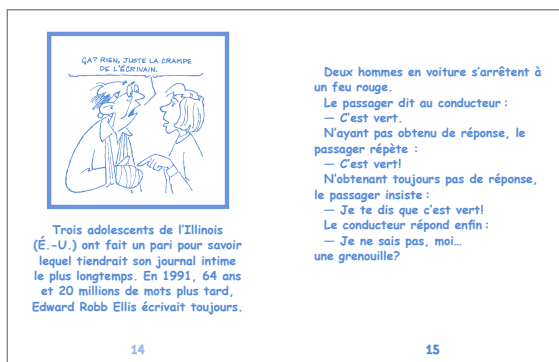 ÇA? RIEN, JUSTE LA CRAMPE
DE L'ÉCRIVAIN.
Trois adolescents de l'Illinois
(É.-U.) ont fait un pari pour savoir
lequel tiendrait son journal intime
le plus longtemps. En 1991, 64 ans
et 20 millions de mots plus tard,
Edward Robb Ellis écrivait toujours.
14
Deux hommes en voiture s'arrêtent à
un feu rouge.
Le passager dit au conducteur :
— C'est vert.
N'ayant pas obtenu de réponse, le
passager répète :
— C'est vert!
N'obtenant toujours pas de réponse,
le passager insiste :
— Je te dis que c'est vert!
Le conducteur répond enfin :
— Je ne sais pas, moi…
une grenouille?
15